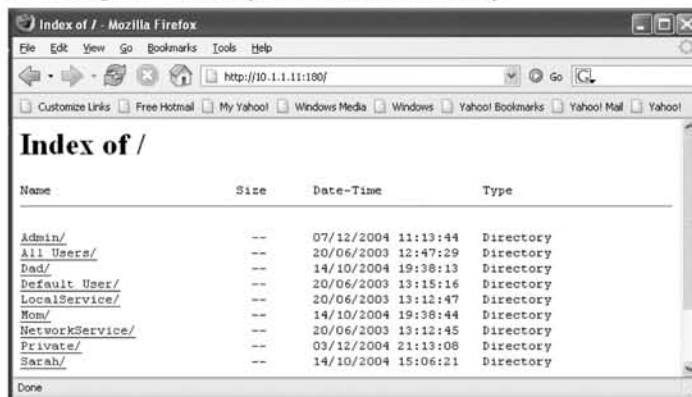 Index of / - Mozilla Firefox
File Edit View Go Bookmarks Tools Help
http://10.1.1.11:180/ Go G
Customize Links Free Hotmail My Yahoo! Windows Media Windows Yahoo! Bookmarks Yahoo! Mail Yahoo!
Index of /
Name Size Date-Time Type
Admin/ -- 07/12/2004 11:13:44 Directory
All Users/ -- 20/06/2003 12:47:29 Directory
Dad/ -- 14/10/2004 19:38:13 Directory
Default User/ -- 20/06/2003 13:15:16 Directory
LocalService/ -- 20/06/2003 13:12:47 Directory
Mom/ -- 14/10/2004 19:38:44 Directory
NetworkService/ -- 20/06/2003 13:12:45 Directory
Private/ -- 03/12/2004 21:13:08 Directory
Sarah/ -- 14/10/2004 15:06:21 Directory
Done